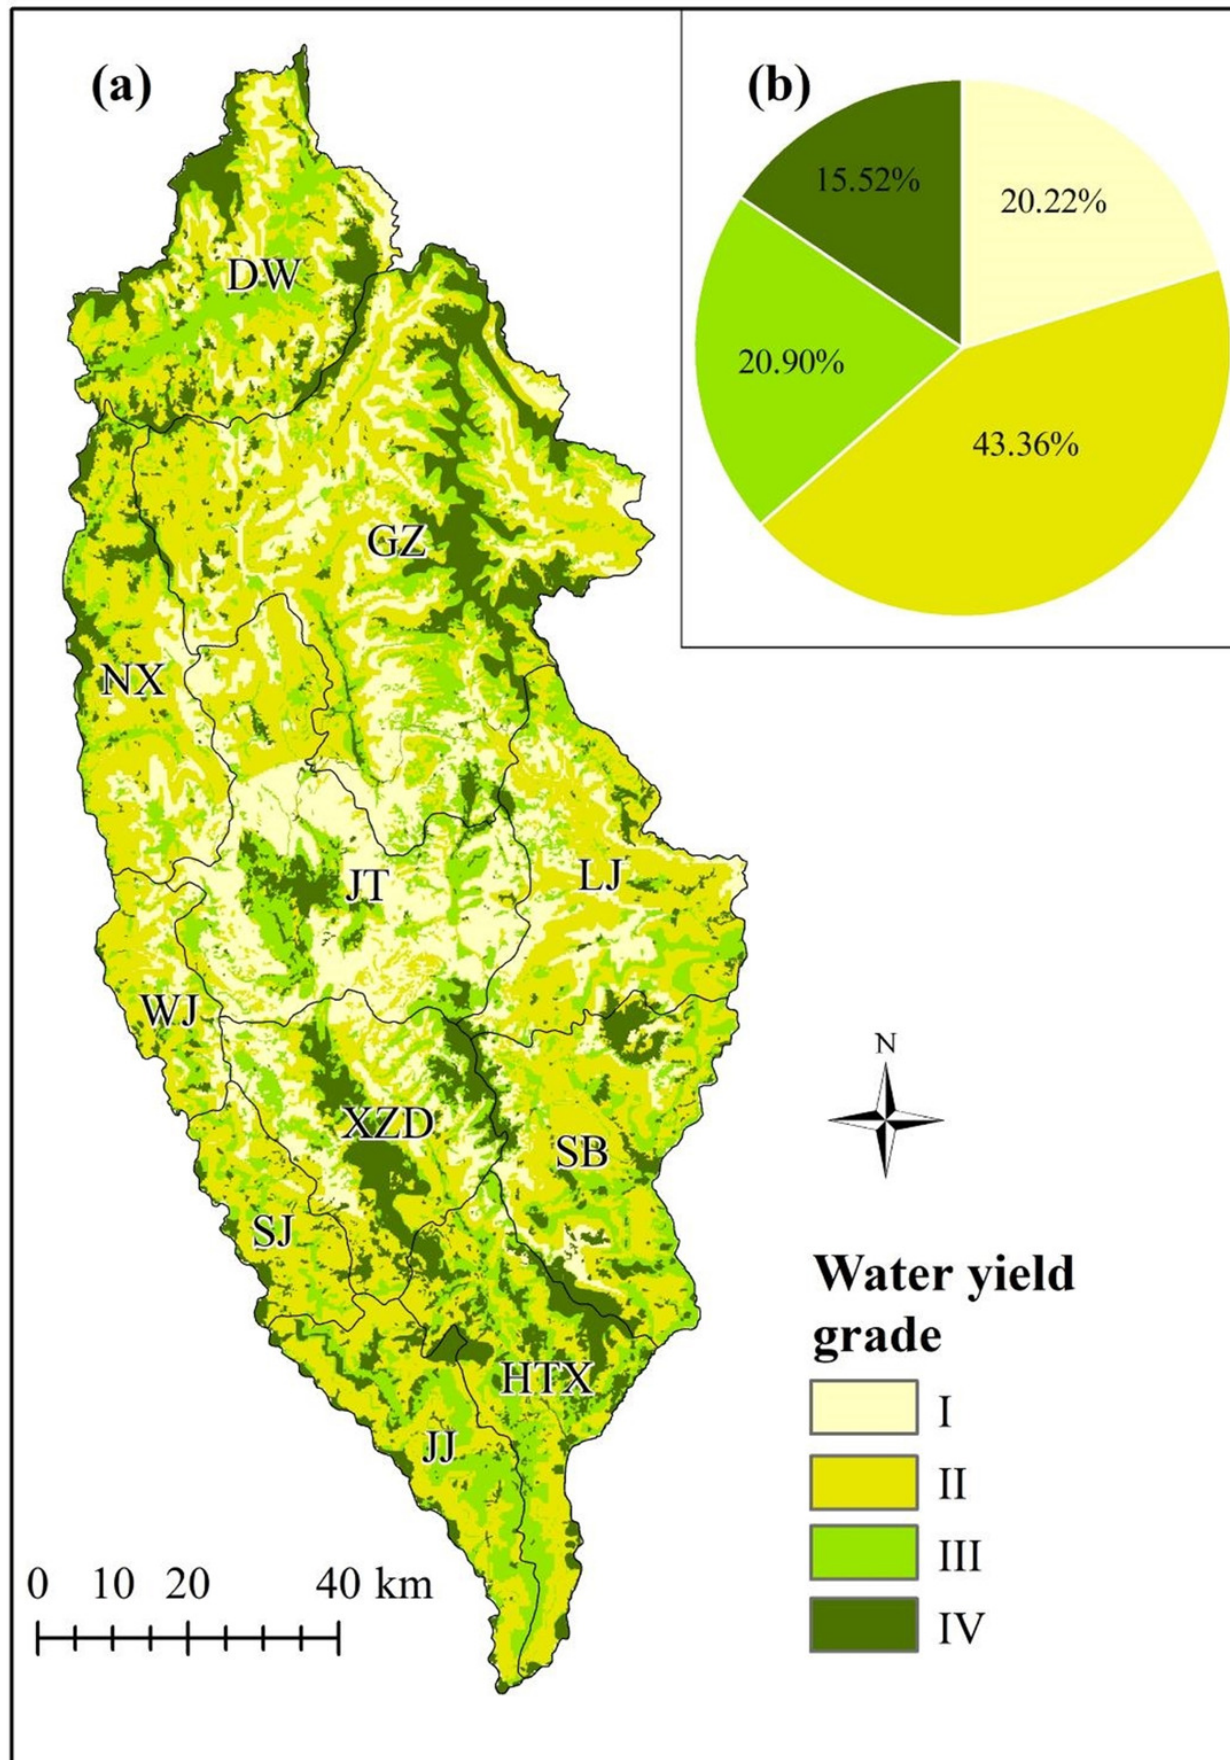 (a)
(b)
15.52%
20.22%
20.90%
43.36%
DW
GZ
NX
JT
LJ
WJ
XZD
SB
SJ
HTX
JJ
N
Water yield
grade
I
II
III
IV
0 10 20 40 km